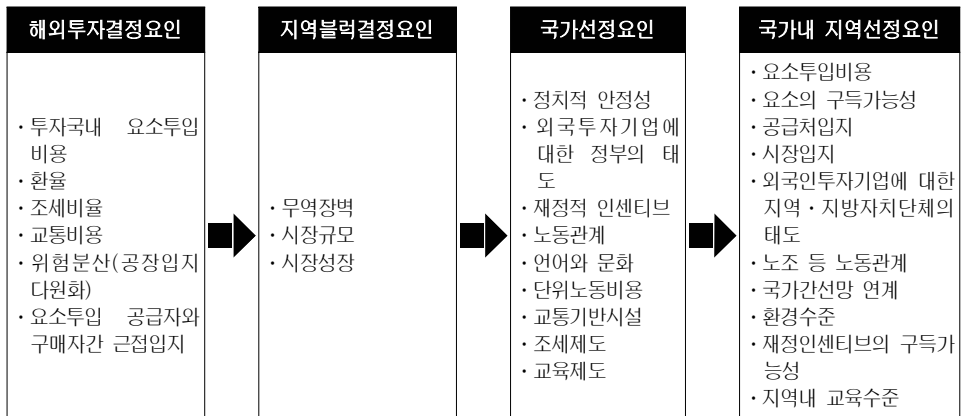 해외투자결정요인
· 투자국내 요소투입
비용
· 환율
· 조세비율
· 교통비용
· 위험분산(공장입지
다원화)
· 요소투입 공급자와
구매자간 근접입지
지역블럭결정요인
· 무역장벽
· 시장규모
· 시장성장
국가선정요인
· 정치적 안정성
· 외국투자기업에
대한 정부의 태
도
· 재정적 인센티브
· 노동관계
· 언어와 문화
· 단위노동비용
· 교통기반시설
· 조세제도
· 교육제도
국가내 지역선정요인
· 요소투입비용
· 요소의 구득가능성
· 공급처입지
· 시장입지
· 외국인투자기업에 대한
지역·지방자치단체의
태도
· 노조 등 노동관계
· 국가간선망 연계
· 환경수준
· 재정인센티브의 구득가
능성
· 지역내 교육수준